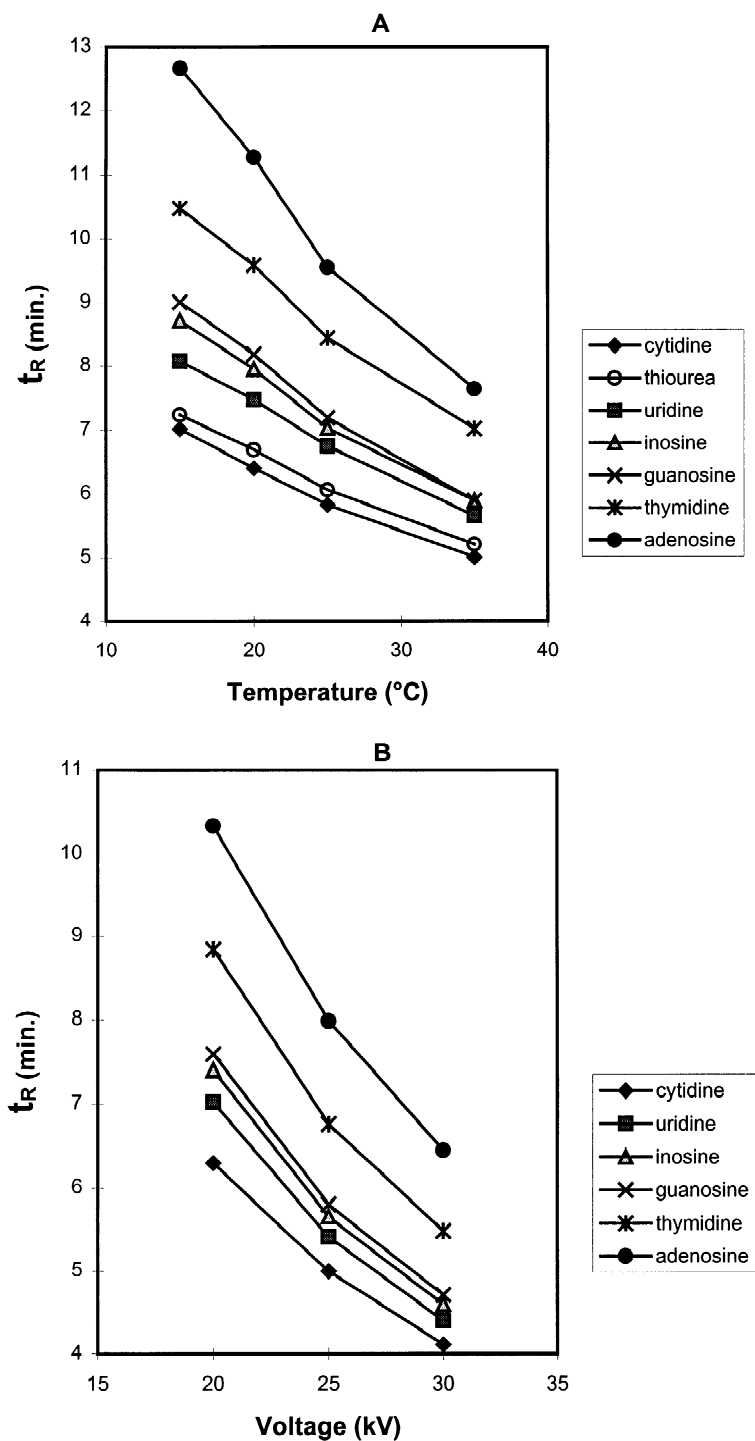 A
13
12
11
10
9
8
7
6
5
4
tR (min.)
10
20
30
40
Temperature (°C)
cytidine
thiourea
uridine
inosine
guanosine
thymidine
adenosine
B
11
10
9
8
7
6
5
4
tR (min.)
15
20
25
30
35
Voltage (kV)
cytidine
uridine
inosine
guanosine
thymidine
adenosine